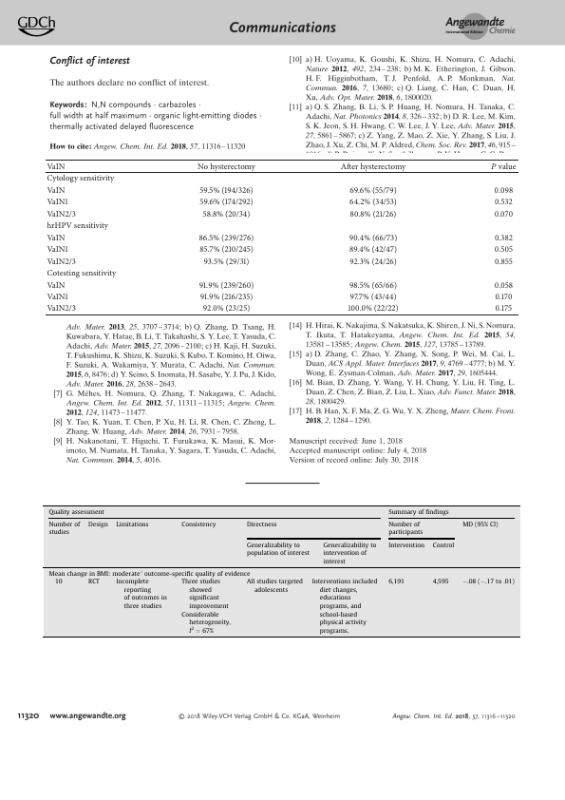 GDCh
Communications
Angewandte
International Edition Chemie
Conflict of interest
The authors declare no conflict of interest.
Keywords: N,N compounds · carbazoles ·
full width at half maximum · organic light-emitting diodes ·
thermally activated delayed fluorescence
How to cite: Angew. Chem. Int. Ed. 2018, 57, 11316–11320
[10] a) H. Uoyama, K. Goushi, K. Shizu, H. Nomura, C. Adachi,
Nature 2012, 492, 234–238; b) M. K. Etherington, J. Gibson,
H. F. Higginbotham, T. J. Penfold, A. P. Monkman, Nat.
Commun. 2016, 7, 13680; c) Q. Liang, C. Han, C. Duan, H.
Xu, Adv. Opt. Mater. 2018, 6, 1800020.
[11] a) Q. S. Zhang, B. Li, S. P. Huang, H. Nomura, H. Tanaka, C.
Adachi, Nat. Photonics 2014, 8, 326–332; b) D. R. Lee, M. Kim,
S. K. Jeon, S. H. Hwang, C. W. Lee, J. Y. Lee, Adv. Mater. 2015,
27, 5861–5867; c) Z. Yang, Z. Mao, Z. Xie, Y. Zhang, S. Liu, J.
Zhao, J. Xu, Z. Chi, M. P. Aldred, Chem. Soc. Rev. 2017, 46, 915–
VaIN No hysterectomy After hysterectomy P value
Cytology sensitivity
VaIN 59.5% (194/326) 69.6% (55/79) 0.098
VaIN1 59.6% (174/292) 64.2% (34/53) 0.532
VaIN2/3 58.8% (20/34) 80.8% (21/26) 0.070
hrHPV sensitivity
VaIN 86.5% (239/276) 90.4% (66/73) 0.382
VaIN1 85.7% (210/245) 89.4% (42/47) 0.505
VaIN2/3 93.5% (29/31) 92.3% (24/26) 0.855
Cotesting sensitivity
VaIN 91.9% (239/260) 98.5% (65/66) 0.058
VaIN1 91.9% (216/235) 97.7% (43/44) 0.170
VaIN2/3 92.0% (23/25) 100.0% (22/22) 0.175
Adv. Mater. 2013, 25, 3707–3714; b) Q. Zhang, D. Tsang, H.
Kuwabara, Y. Hatae, B. Li, T. Takahashi, S. Y. Lee, T. Yasuda, C.
Adachi, Adv. Mater. 2015, 27, 2096–2100; c) H. Kaji, H. Suzuki,
T. Fukushima, K. Shizu, K. Suzuki, S. Kubo, T. Komino, H. Oiwa,
F. Suzuki, A. Wakamiya, Y. Murata, C. Adachi, Nat. Commun.
2015, 6, 8476; d) Y. Seino, S. Inomata, H. Sasabe, Y. J. Pu, J. Kido,
Adv. Mater. 2016, 28, 2638–2643.
[7] G. Méhes, H. Nomura, Q. Zhang, T. Nakagawa, C. Adachi,
Angew. Chem. Int. Ed. 2012, 51, 11311–11315; Angew. Chem.
2012, 124, 11473–11477.
[8] Y. Tao, K. Yuan, T. Chen, P. Xu, H. Li, R. Chen, C. Zheng, L.
Zhang, W. Huang, Adv. Mater. 2014, 26, 7931–7958.
[9] H. Nakanotani, T. Higuchi, T. Furukawa, K. Masui, K. Mor-
imoto, M. Numata, H. Tanaka, Y. Sagara, T. Yasuda, C. Adachi,
Nat. Commun. 2014, 5, 4016.
[14] H. Hirai, K. Nakajima, S. Nakatsuka, K. Shiren, J. Ni, S. Nomura,
T. Ikuta, T. Hatakeyama, Angew. Chem. Int. Ed. 2015, 54,
13581–13585; Angew. Chem. 2015, 127, 13785–13789.
[15] a) D. Zhang, C. Zhao, Y. Zhang, X. Song, P. Wei, M. Cai, L.
Duan, ACS Appl. Mater. Interfaces 2017, 9, 4769–4777; b) M. Y.
Wong, E. Zysman-Colman, Adv. Mater. 2017, 29, 1605444.
[16] M. Bian, D. Zhang, Y. Wang, Y. H. Chung, Y. Liu, H. Ting, L.
Duan, Z. Chen, Z. Bian, Z. Liu, L. Xiao, Adv. Funct. Mater. 2018,
28, 1800429.
[17] H. B. Han, X. F. Ma, Z. G. Wu, Y. X. Zheng, Mater. Chem. Front.
2018, 2, 1284–1290.
Manuscript received: June 1, 2018
Accepted manuscript online: July 4, 2018
Version of record online: July 30, 2018
Quality assessment Summary of findings
Number of studies Design Limitations Consistency Directness Number of participants MD (95% CI)
Generalizability to population of interest Generalizability to intervention of interest Intervention Control
Mean change in BMI: moderate* outcome-specific quality of evidence
10 RCT Incomplete Three studies All studies targeted Interventions included 6,191 4,595 −.08 (−.17 to .01)
reporting showed adolescents diet changes,
of outcomes in significant educations
three studies improvement programs, and
Considerable school-based
heterogeneity, physical activity
I² = 67% programs.
11320 www.angewandte.org © 2018 Wiley-VCH Verlag GmbH & Co. KGaA, Weinheim Angew. Chem. Int. Ed. 2018, 57, 11316–11320